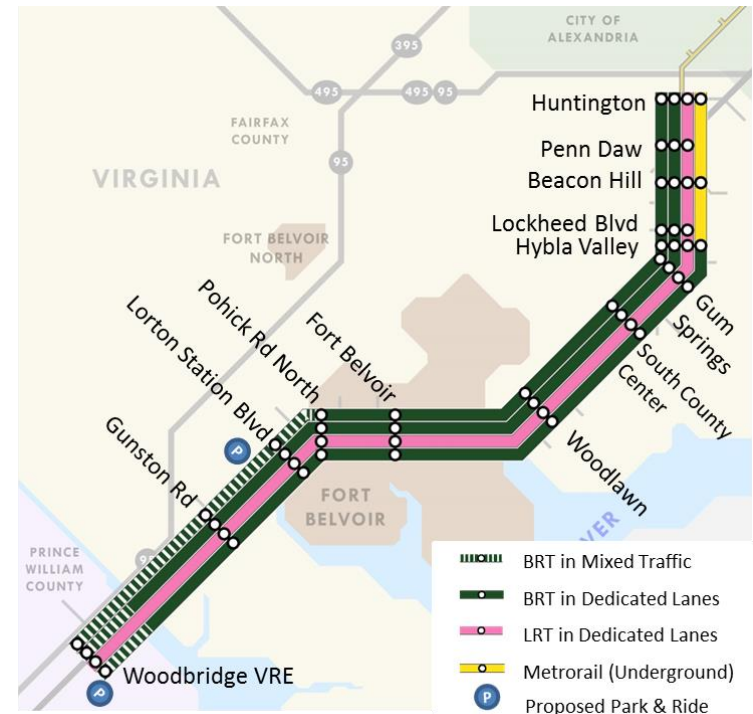 CITY OF
ALEXANDRIA
395
495
495
95
Huntington
FAIRFAX
COUNTY
Penn Daw
95
VIRGINIA
Beacon Hill
Lockheed Blvd
Hybla Valley
FORT BELVOIR
NORTH
Gum
Springs
South County
Center
Woodlawn
Fort Belvoir
Pohick Rd North
Lorton Station Blvd
P
Gunston Rd
FORT
BELVOIR
VER
PRINCE
WILLIAM
COUNTY
95
Woodbridge VRE
P
BRT in Mixed Traffic
BRT in Dedicated Lanes
LRT in Dedicated Lanes
Metrorail (Underground)
P
Proposed Park & Ride